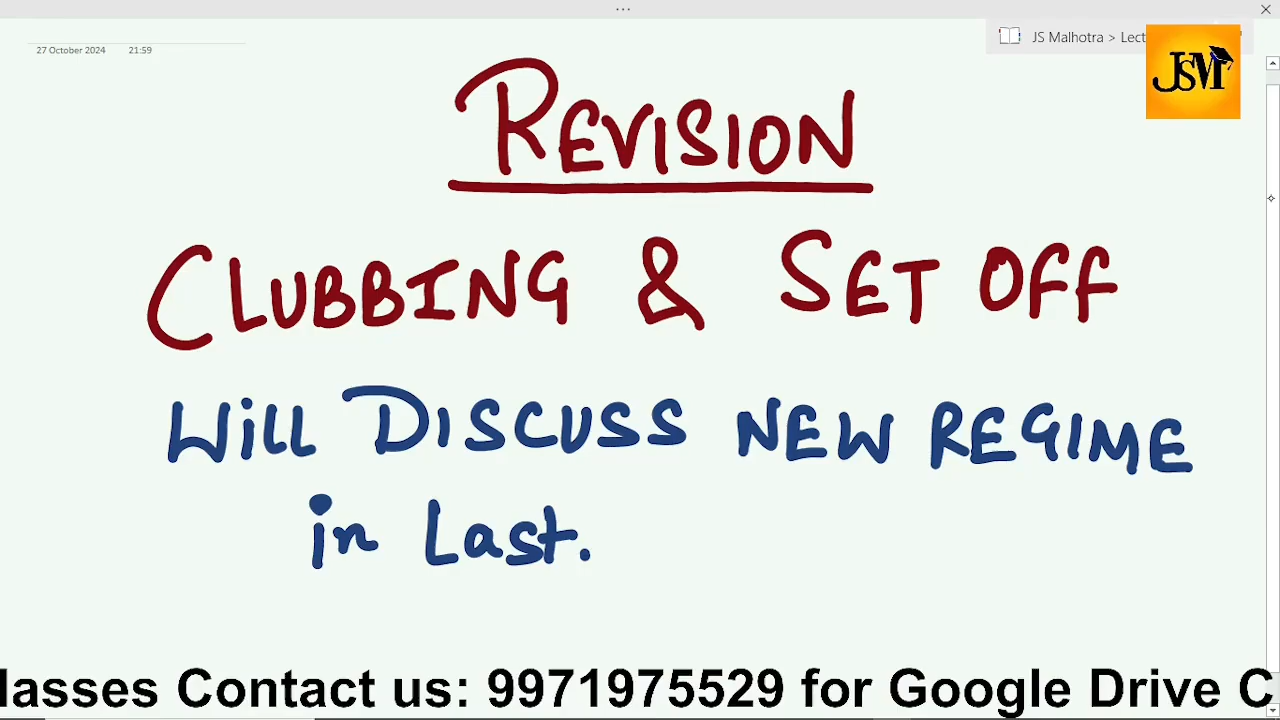 27 October 2024 21:59
JS Malhotra > Lect
JSM
REVISION
CLUBBING & SET OFF
Will DISCUSS NEW REGIME
in Last.
lasses Contact us: 9971975529 for Google Drive C